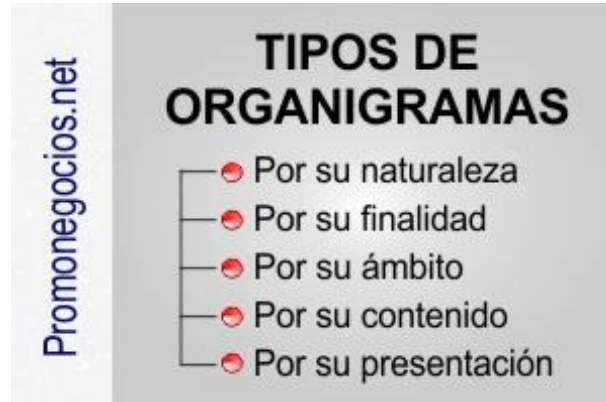 Promonegocios.net
TIPOS DE
ORGANIGRAMAS
Por su naturaleza
Por su finalidad
Por su ámbito
Por su contenido
Por su presentación